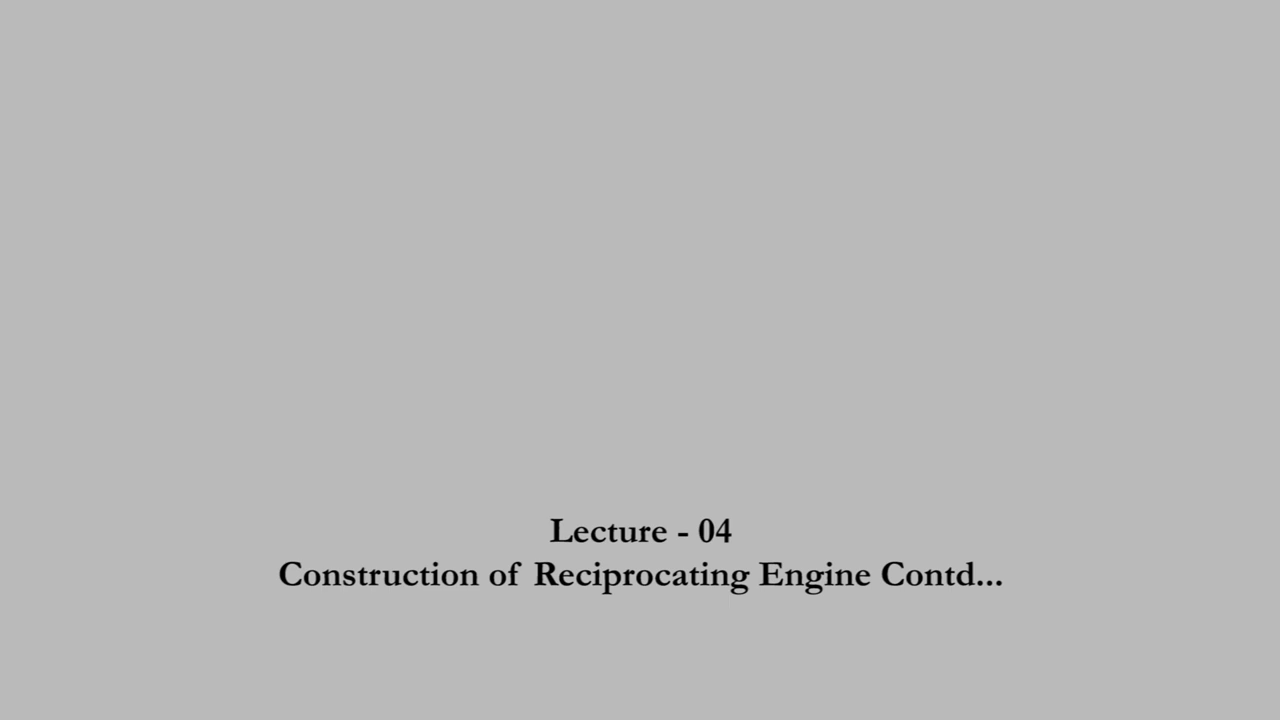 Lecture - 04
Construction of Reciprocating Engine Contd...